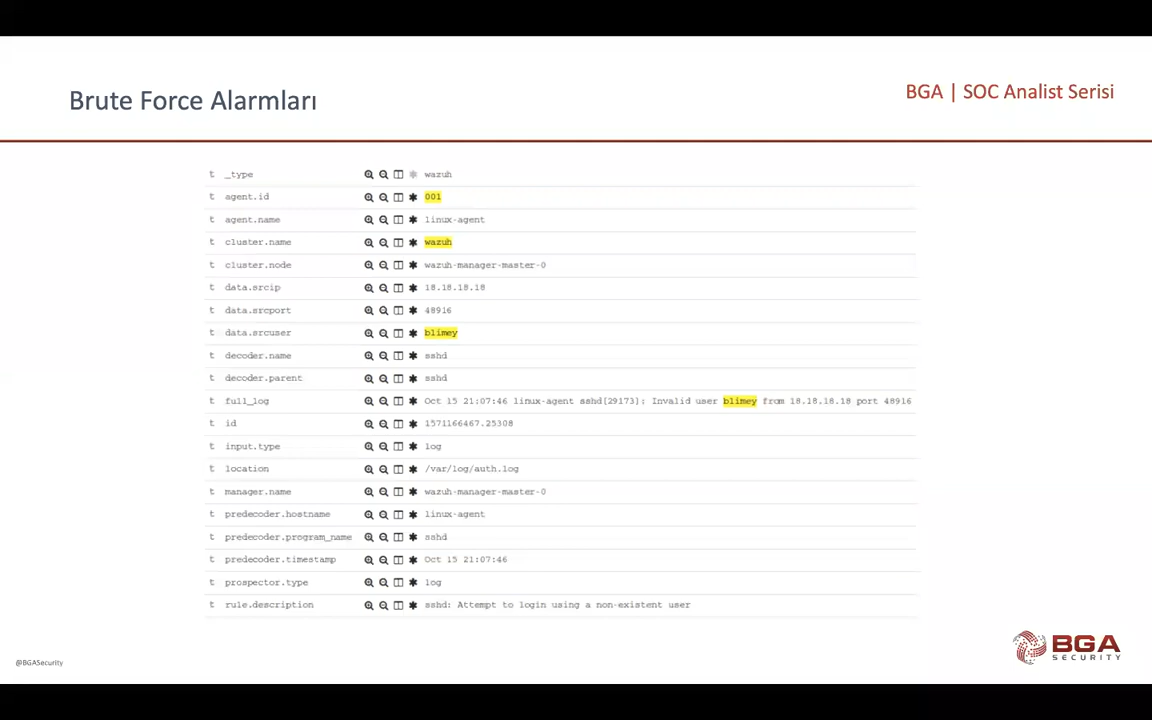 Brute Force Alarmları
BGA | SOC Analist Serisi
t _type wazuh
t agent.id 001
t agent.name linux-agent
t cluster.name wazuh
t cluster.node wazuh-manager-master-0
t data.srcip 18.18.18.18
t data.srcport 48916
t data.srcuser blimey
t decoder.name sshd
t decoder.parent sshd
t full_log Oct 15 21:07:46 linux-agent sshd[29173]: Invalid user blimey from 18.18.18.18 port 48916
t id 1571166467.25308
t input.type log
t location /var/log/auth.log
t manager.name wazuh-manager-master-0
t predecoder.hostname linux-agent
t predecoder.program_name sshd
t predecoder.timestamp Oct 15 21:07:46
t prospector.type log
t rule.description sshd: Attempt to login using a non-existent user
@BGASecurity
BGA
SECURITY